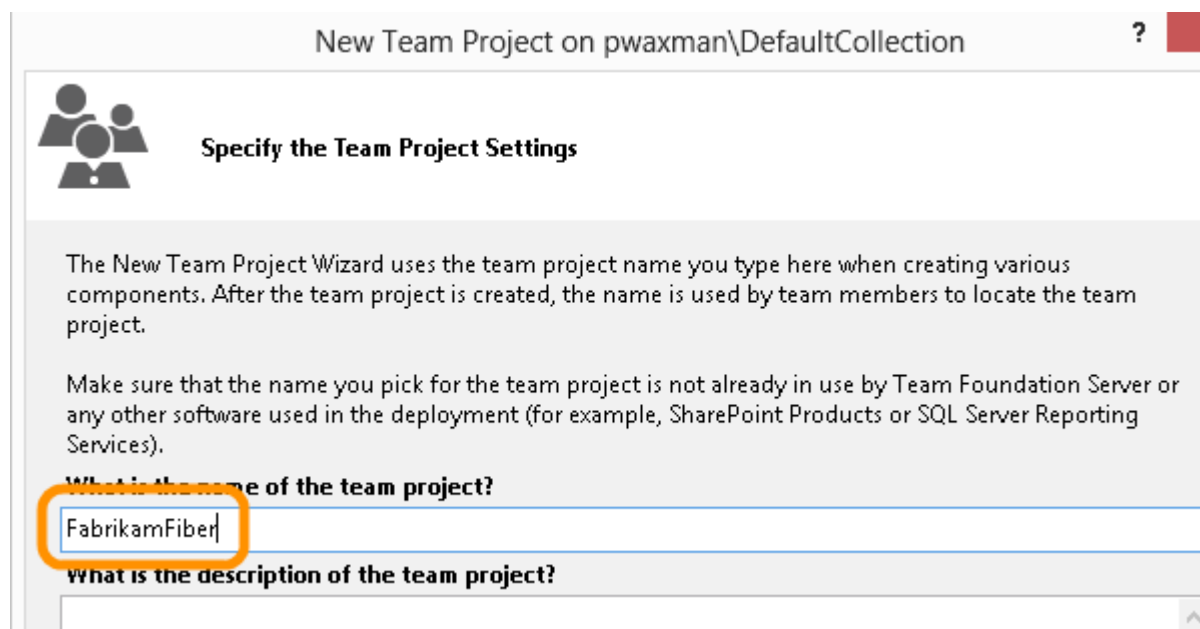 New Team Project on pwaxman\DefaultCollection
?
Specify the Team Project Settings
The New Team Project Wizard uses the team project name you type here when creating various
components. After the team project is created, the name is used by team members to locate the team
project.
Make sure that the name you pick for the team project is not already in use by Team Foundation Server or
any other software used in the deployment (for example, SharePoint Products or SQL Server Reporting
Services).
What is the name of the team project?
FabrikamFiber
What is the description of the team project?